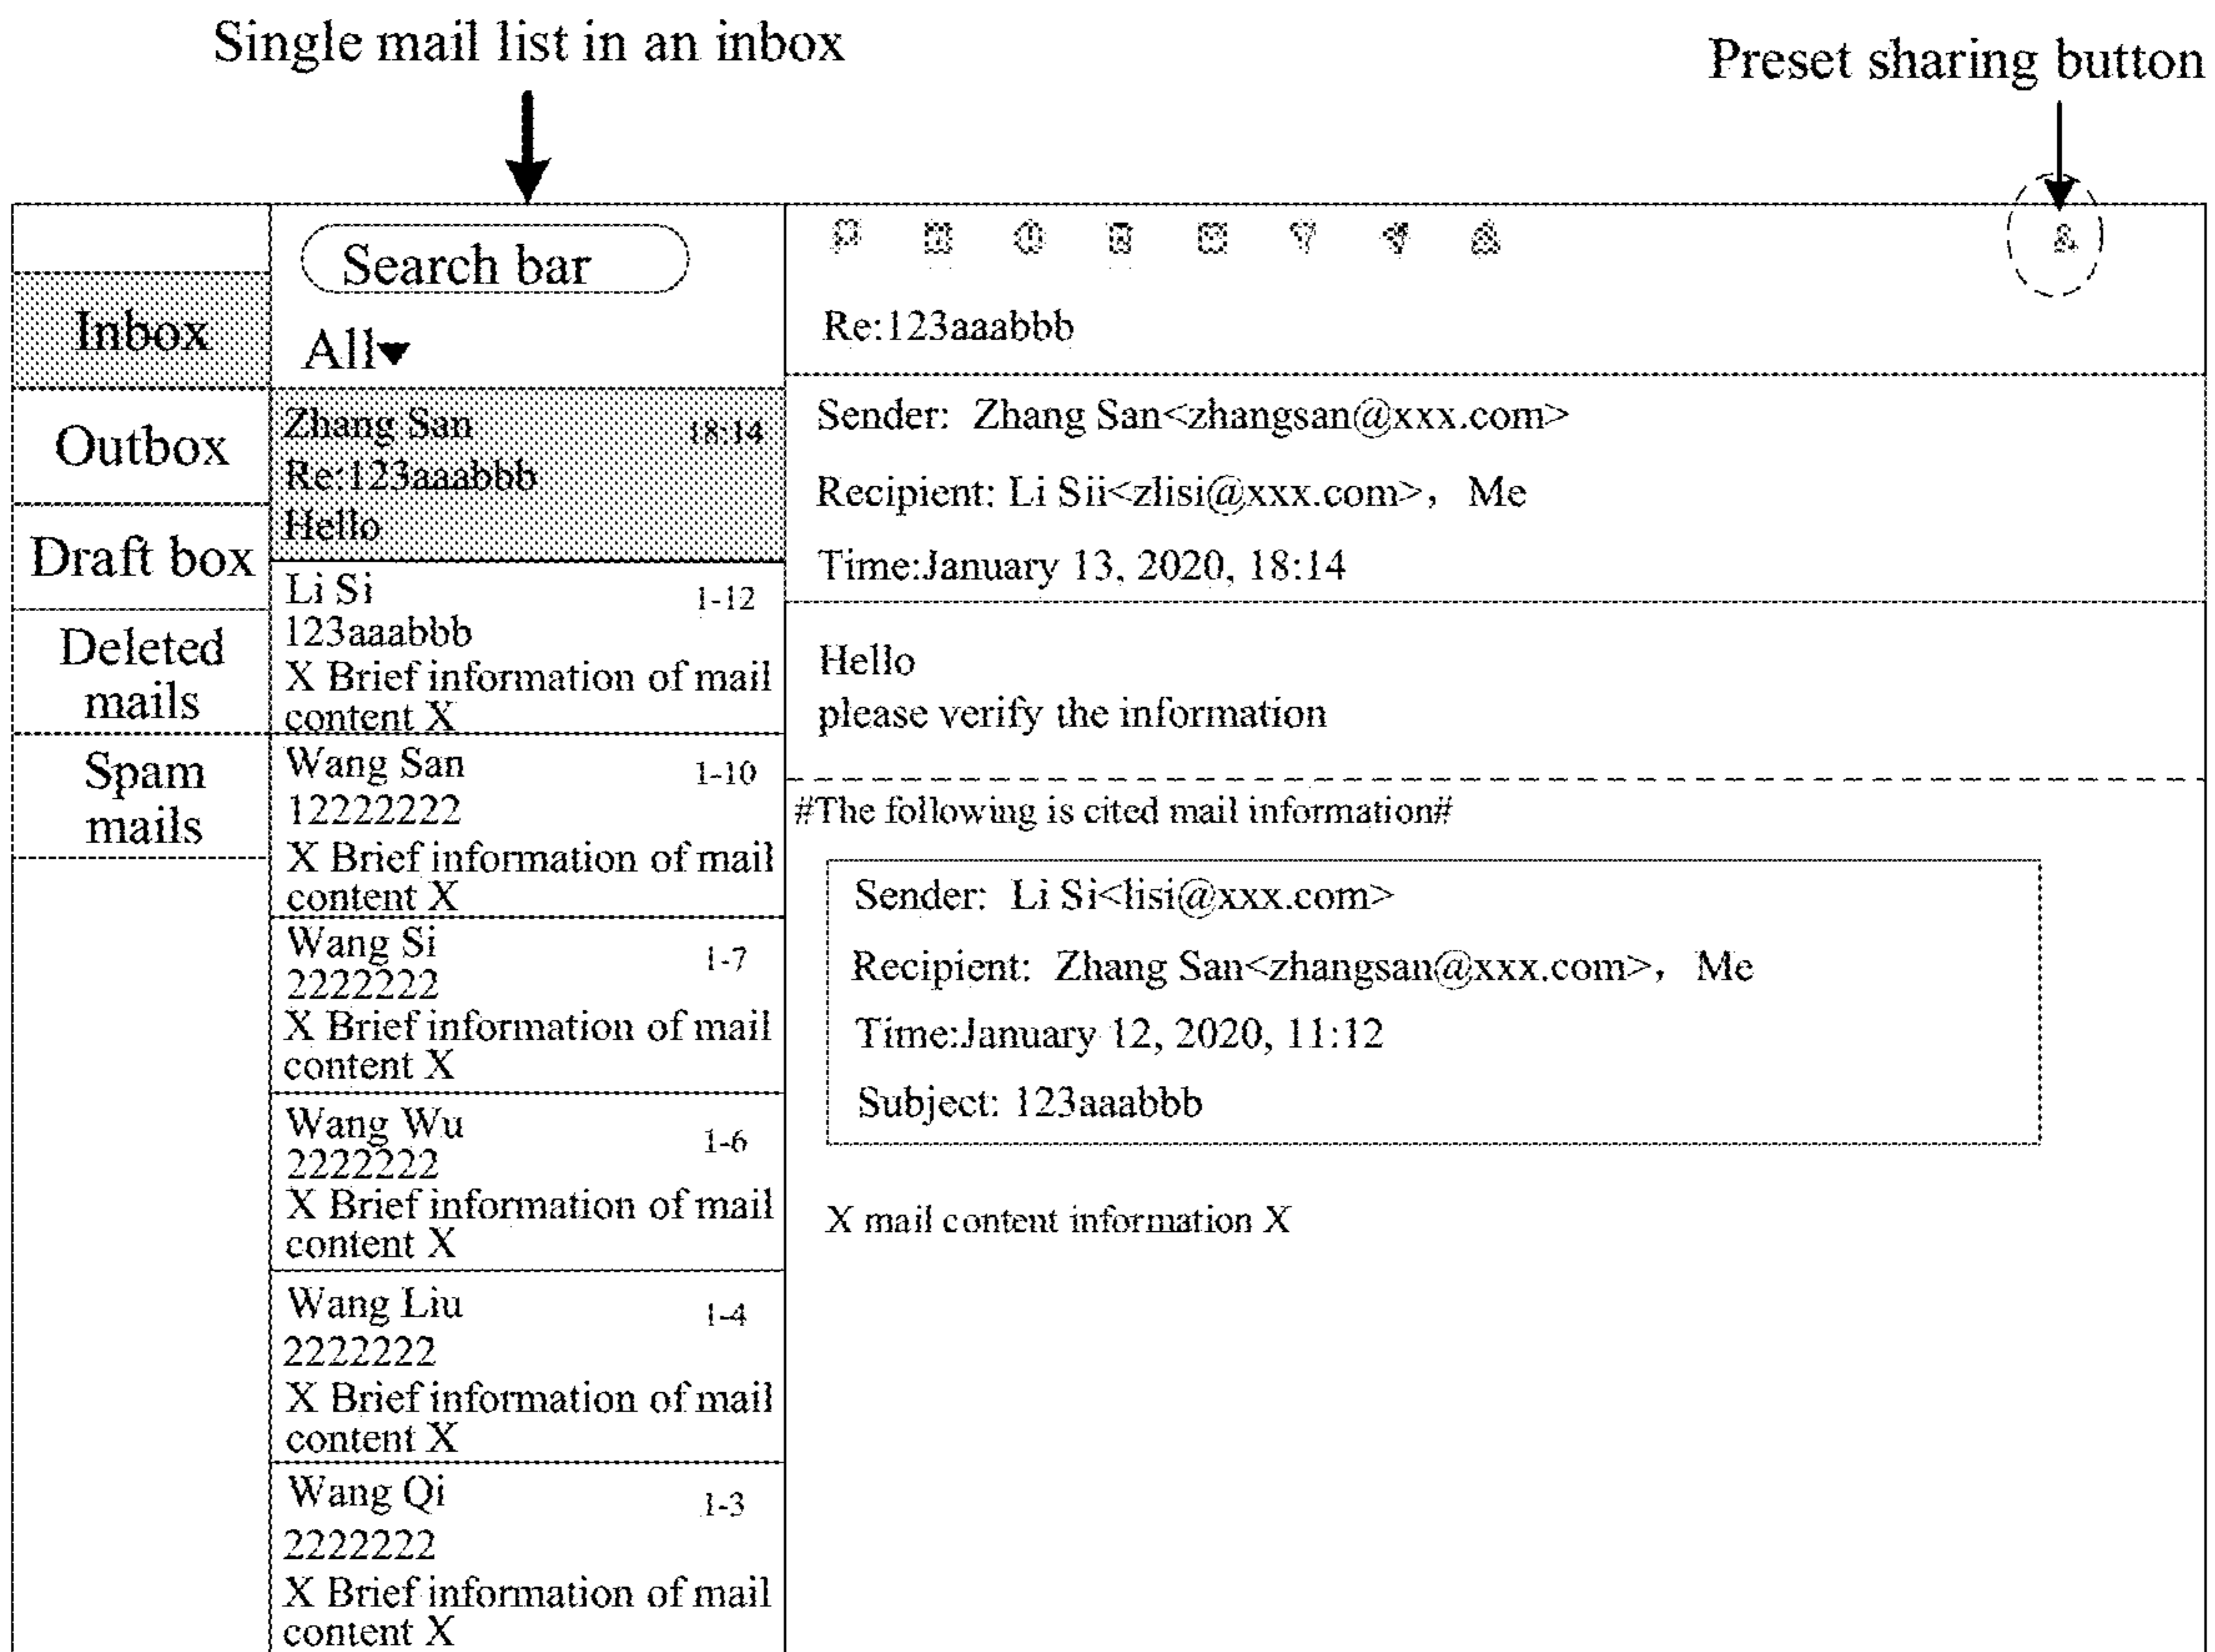 Single mail list in an inbox
Preset sharing button
Inbox
Outbox
Draft box
Deleted
mails
Spam
mails
Search bar
All
Zhang San 18:14
Re:123aaabbb
Hello
Li Si 1-12
123aaabbb
X Brief information of mail
content X
Wang San 1-10
12222222
X Brief information of mail
content X
Wang Si 1-7
2222222
X Brief information of mail
content X
Wang Wu 1-6
2222222
X Brief information of mail
content X
Wang Liu 1-4
2222222
X Brief information of mail
content X
Wang Qi 1-3
2222222
X Brief information of mail
content X
Re:123aaabbb
Sender: Zhang San<zhangsan@xxx.com>
Recipient: Li Sii<zlisi@xxx.com>, Me
Time:January 13, 2020, 18:14
Hello
please verify the information
#The following is cited mail information#
Sender: Li Si<lisi@xxx.com>
Recipient: Zhang San<zhangsan@xxx.com>, Me
Time:January 12, 2020, 11:12
Subject: 123aaabbb
X mail content information X